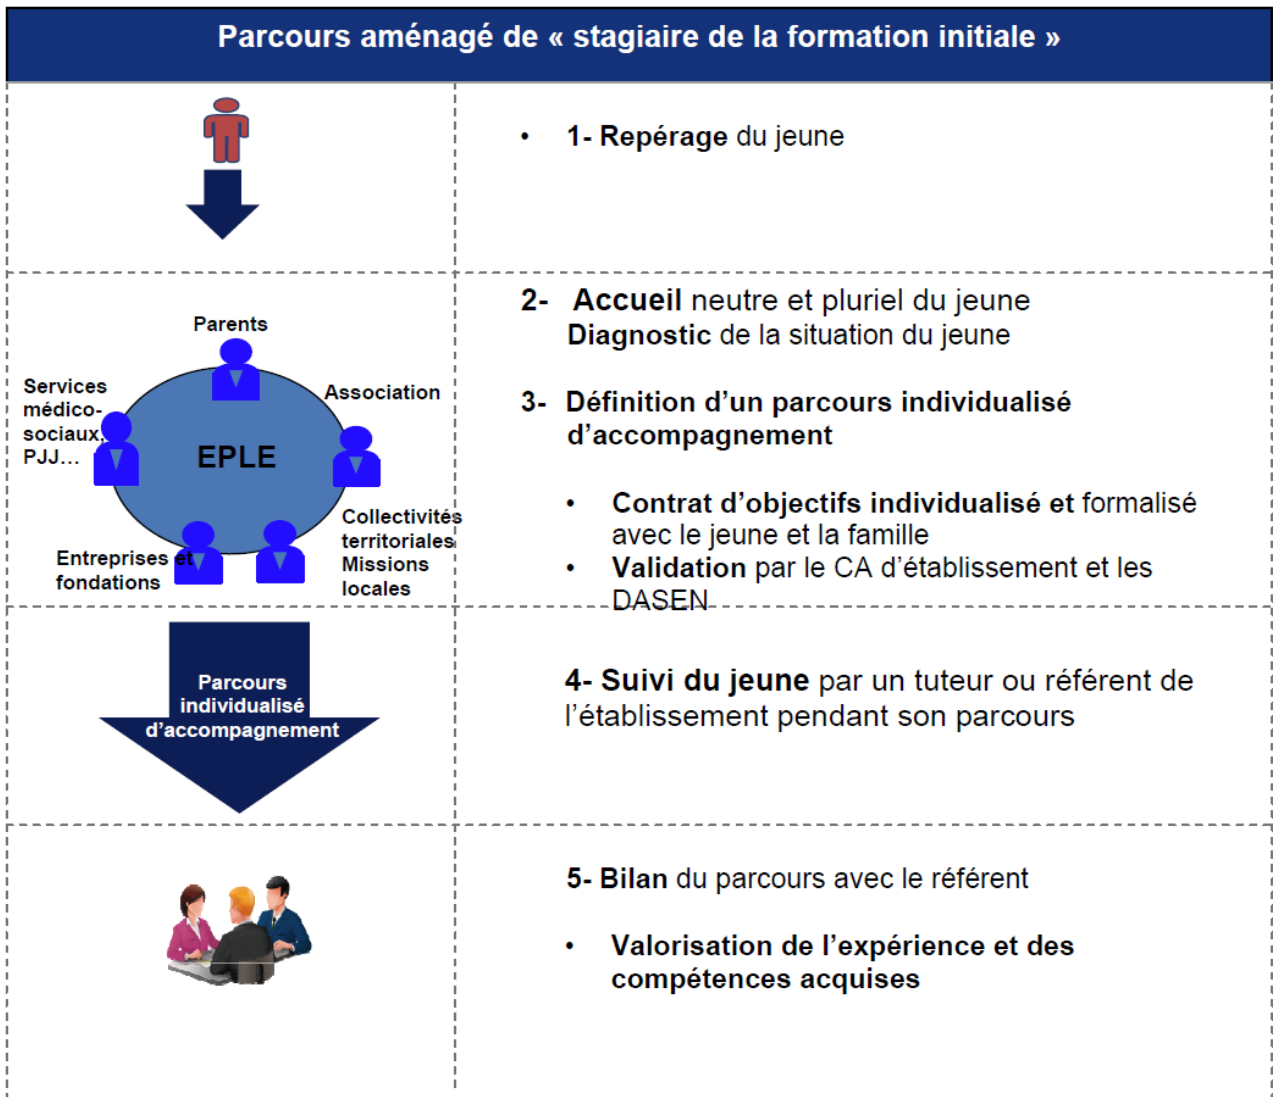 Parcours aménagé de « stagiaire de la formation initiale »
• 1- Repérage du jeune
Parents
Services
médico-
sociaux,
PJJ…
Association
EPLE
Entreprises et
fondations
Collectivités
territoriales
Missions
locales
2- Accueil neutre et pluriel du jeune
Diagnostic de la situation du jeune
3- Définition d’un parcours individualisé
d’accompagnement
• Contrat d’objectifs individualisé et formalisé
avec le jeune et la famille
• Validation par le CA d’établissement et les
DASEN
Parcours
individualisé
d’accompagnement
4- Suivi du jeune par un tuteur ou référent de
l’établissement pendant son parcours
5- Bilan du parcours avec le référent
• Valorisation de l’expérience et des
compétences acquises